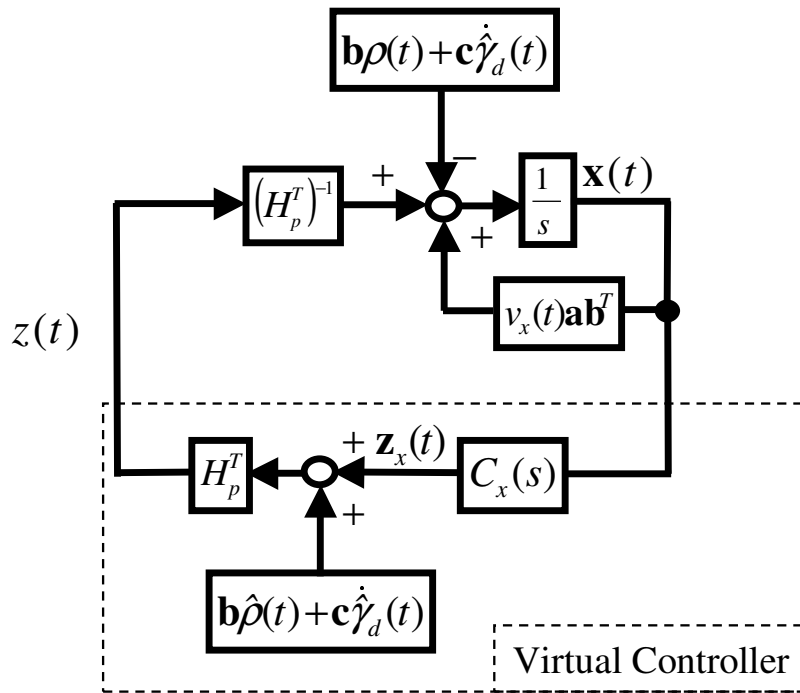 𝐛ρ(t)+𝐜γ̂̇_d(t)
−
(H_p^T)^{-1}
+
1/s
𝐱(t)
+
v_x(t)𝐚𝐛^T
z(t)
H_p^T
+
𝐳_x(t)
C_x(s)
+
𝐛ρ̂(t)+𝐜γ̂̇_d(t)
Virtual Controller